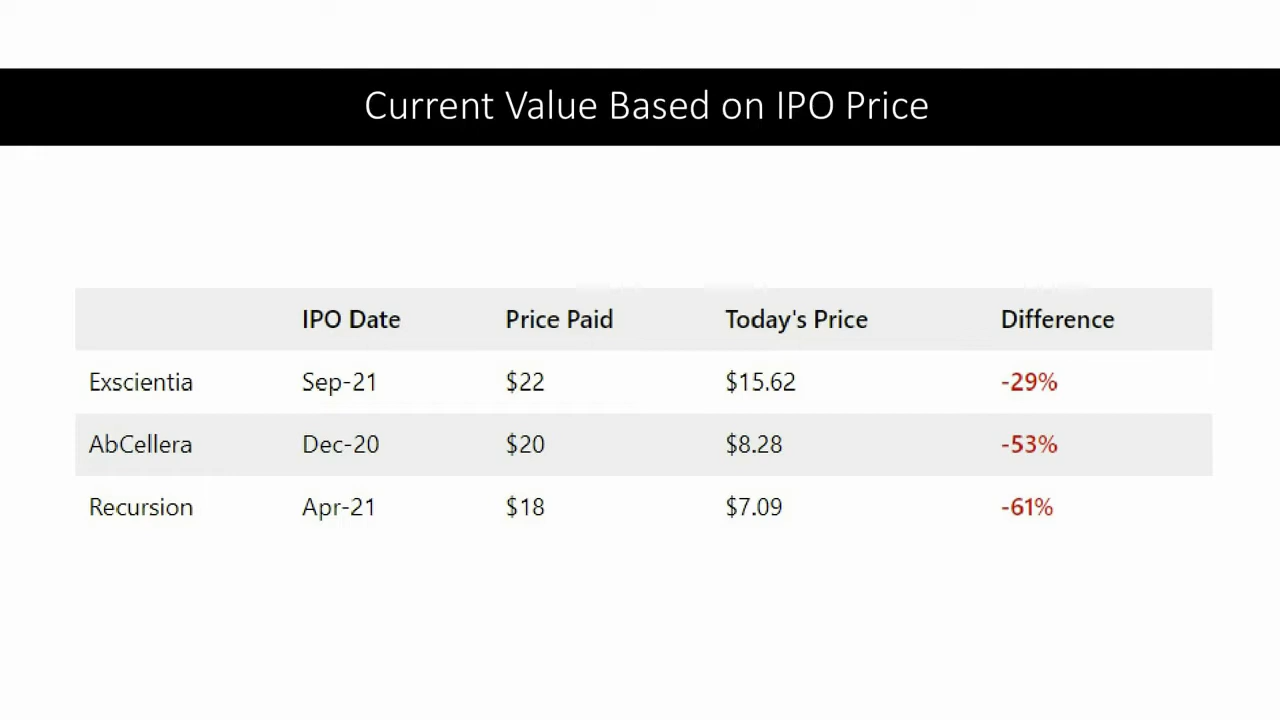 Current Value Based on IPO Price
IPO Date Price Paid Today's Price Difference
Exscientia Sep-21 $22 $15.62 -29%
AbCellera Dec-20 $20 $8.28 -53%
Recursion Apr-21 $18 $7.09 -61%